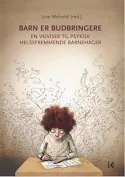 Line Melvold (red.)
BARN ER BUDBRINGERE
EN VEIVISER TIL PSYKISK
HELSEFREMMENDE BARNEHAGER